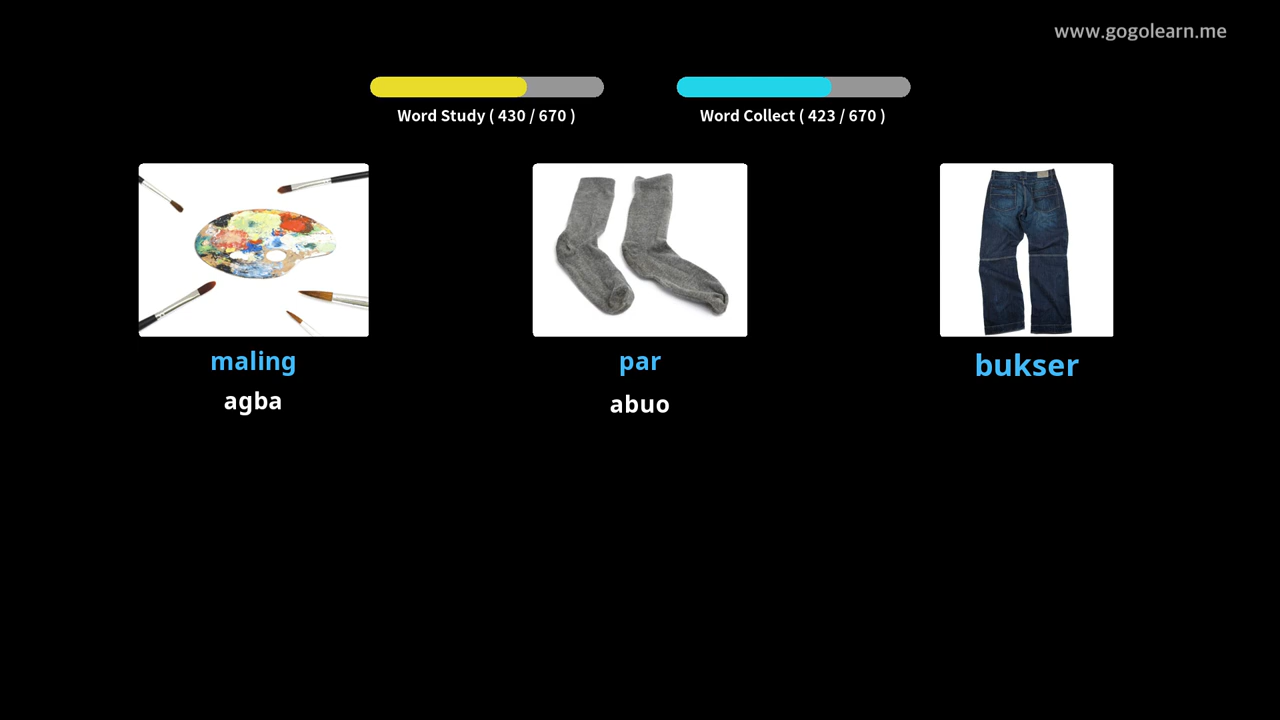 www.gogolearn.me
Word Study ( 430 / 670 )
Word Collect ( 423 / 670 )
maling
par
bukser
agba
abuo